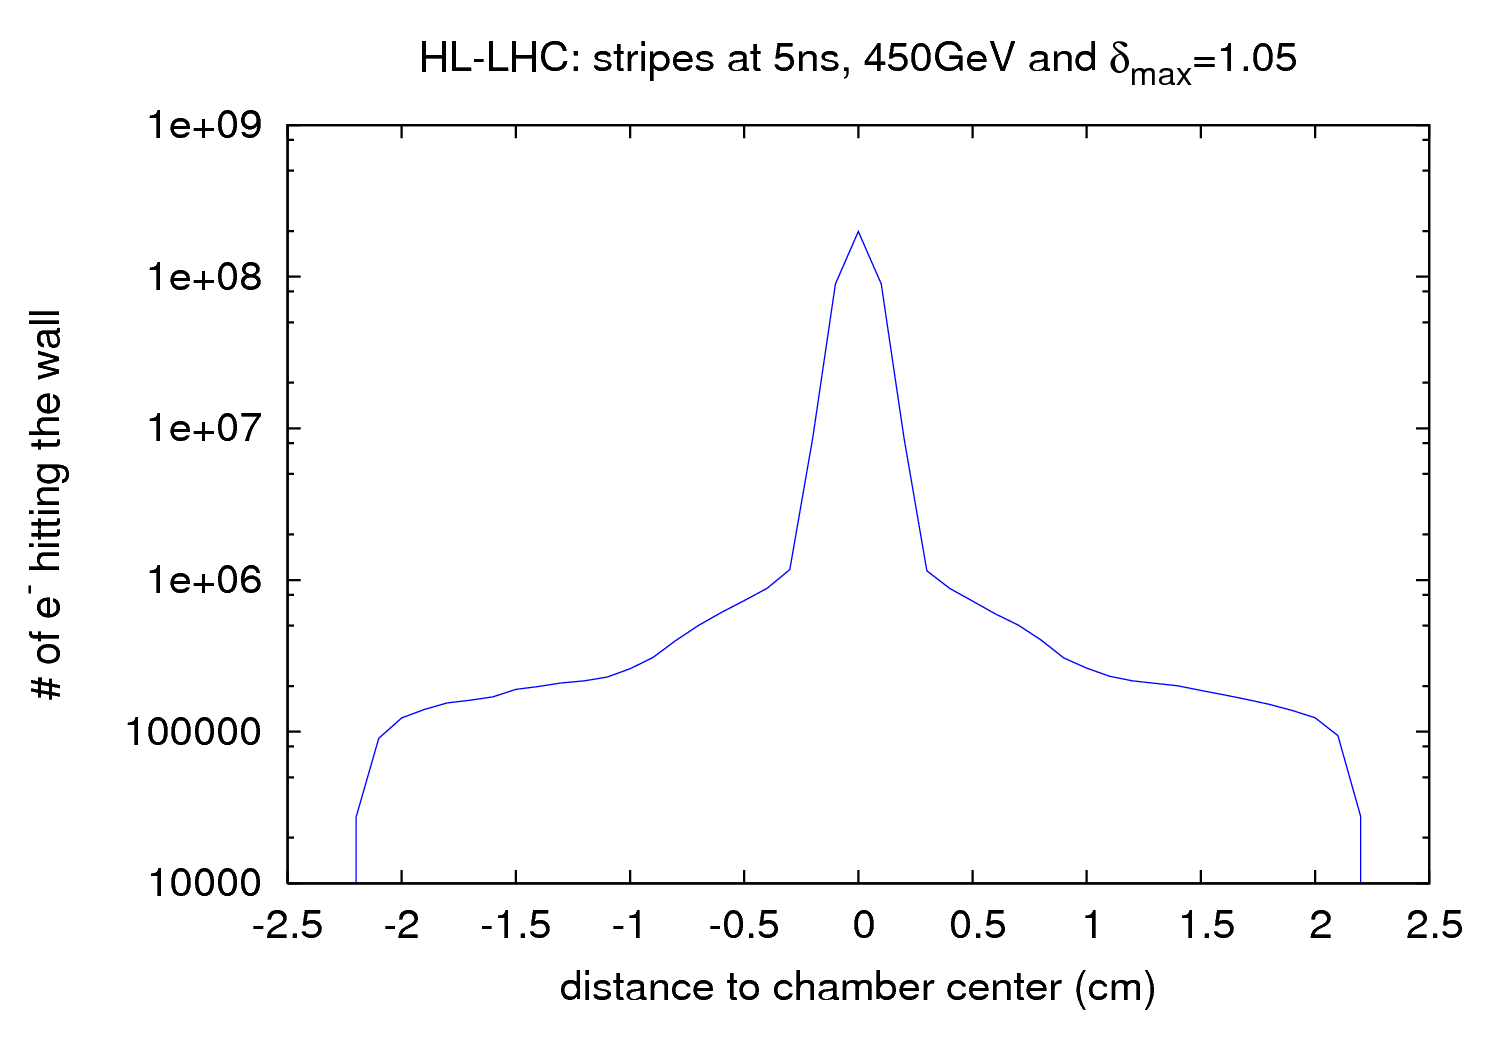 HL-LHC: stripes at 5ns, 450GeV and δmax=1.05
1e+09
1e+08
1e+07
1e+06
100000
10000
# of e- hitting the wall
-2.5 -2 -1.5 -1 -0.5 0 0.5 1 1.5 2 2.5
distance to chamber center (cm)